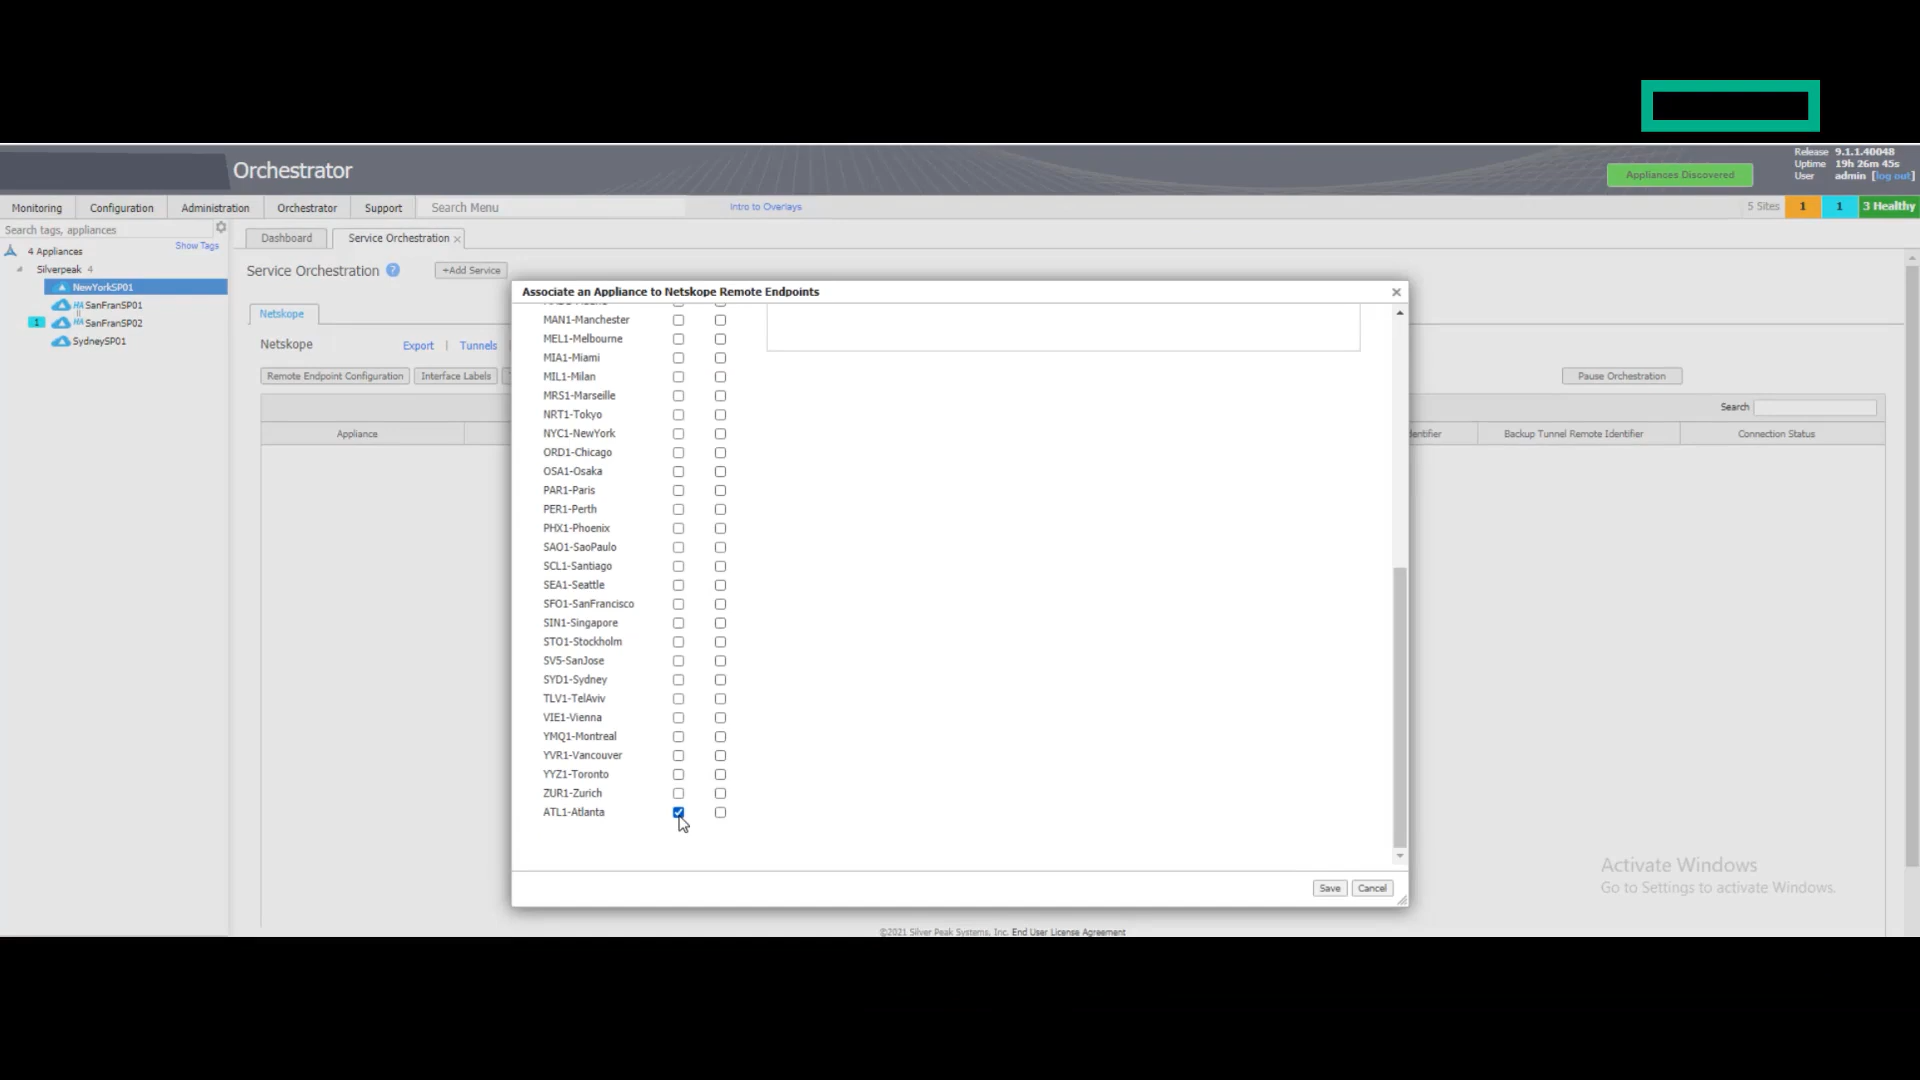 Orchestrator
Release 9.1.1.40048
Uptime 19h 26m 45s
User admin [log out]
Appliances Discovered
Monitoring Configuration Administration Orchestrator Support Search Menu Intro to Overlays 5 Sites 1 1 3 Healthy
Search tags, appliances
Show Tags
4 Appliances
Silverpeak 4
NewYorkSP01
HA SanFranSP01
1 HA SanFranSP02
SydneySP01
Dashboard Service Orchestration
Service Orchestration ? +Add Service
Netskope
Netskope Export | Tunnels |
Remote Endpoint Configuration Interface Labels Pause Orchestration
Search
Appliance Backup Tunnel Remote Identifier Connection Status
Associate an Appliance to Netskope Remote Endpoints
MAN1-Manchester
MEL1-Melbourne
MIA1-Miami
MIL1-Milan
MRS1-Marseille
NRT1-Tokyo
NYC1-NewYork
ORD1-Chicago
OSA1-Osaka
PAR1-Paris
PER1-Perth
PHX1-Phoenix
SAO1-SaoPaulo
SCL1-Santiago
SEA1-Seattle
SFO1-SanFrancisco
SIN1-Singapore
STO1-Stockholm
SV5-SanJose
SYD1-Sydney
TLV1-TelAviv
VIE1-Vienna
YMQ1-Montreal
YVR1-Vancouver
YYZ1-Toronto
ZUR1-Zurich
ATL1-Atlanta
Save Cancel
Activate Windows
Go to Settings to activate Windows.
©2021 Silver Peak Systems, Inc. End User License Agreement